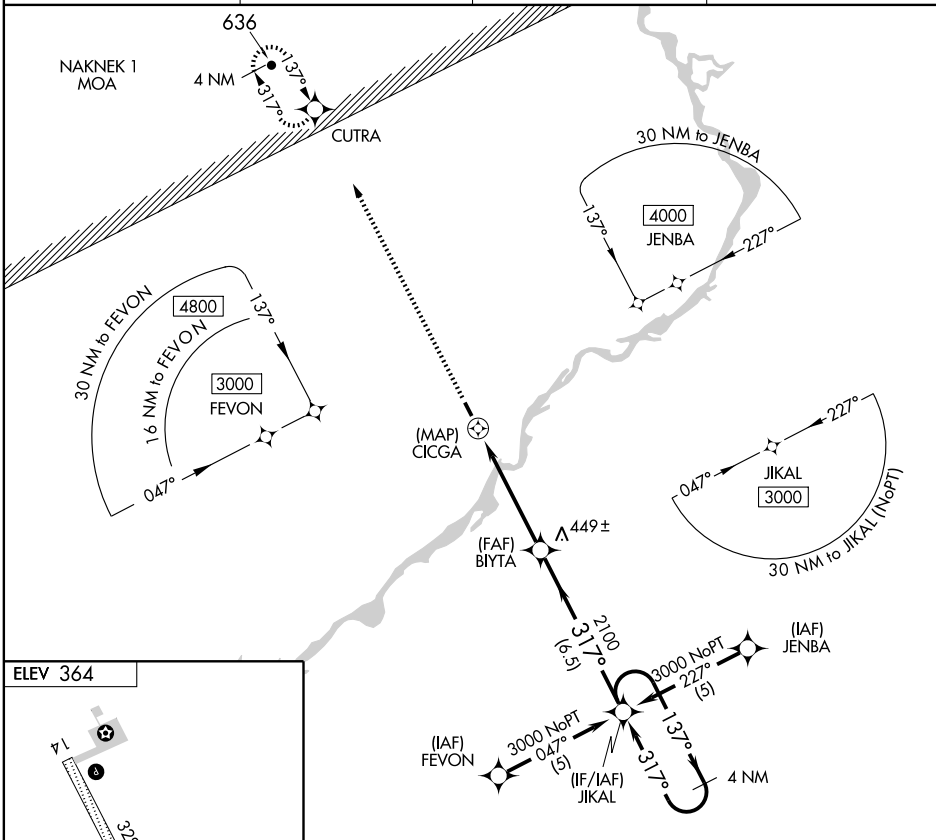 636
NAKNEK 1
MOA
4 NM
137°
317°
CUTRA
30 NM to JENBA
4000
JENBA
137°
227°
30 NM to FEVON
4800
137°
16 NM to FEVON
3000
FEVON
047°
(MAP)
CICGA
227°
047°
JIKAL
3000
30 NM to JIKAL (NoPT)
449±
(FAF)
BIYTA
2100
317°
(6.5)
(IAF)
JENBA
3000 NoPT
227°
(5)
3000 NoPT
047°
(5)
(IAF)
FEVON
(IF/IAF)
JIKAL
137°
317°
4 NM
ELEV 364
14
P